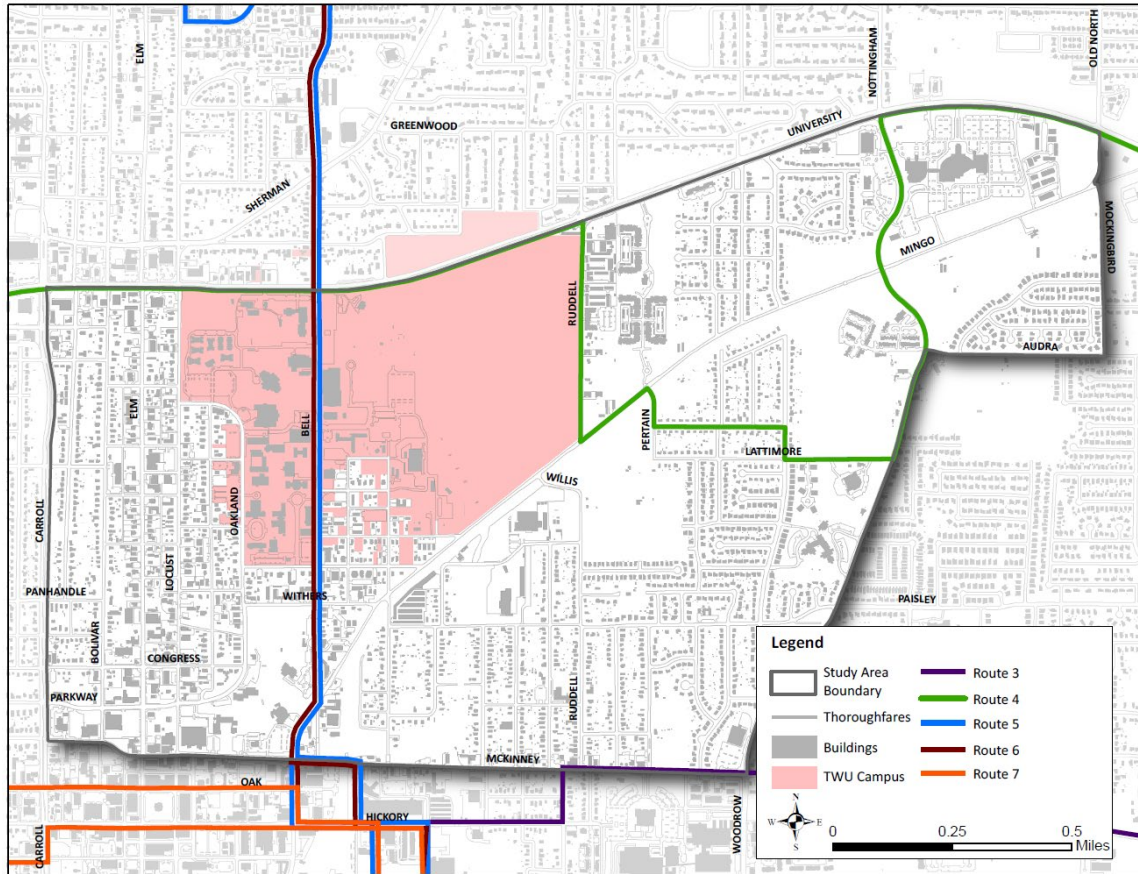 ELM
NOTTINGHAM
OLD NORTH
GREENWOOD
UNIVERSITY
SHERMAN
MINGO
MOCKINGBIRD
RUDDELL
AUDRA
ELM
BELL
PERTAIN
LATTIMORE
WILLIS
OAKLAND
CARROLL
LOCUST
PANHANDLE
WITHERS
PAISLEY
BOLIVAR
CONGRESS
PARKWAY
RUDDELL
MCKINNEY
OAK
HICKORY
WOODROW
CARROLL
Legend
Study Area
Boundary
Thoroughfares
Buildings
TWU Campus
Route 3
Route 4
Route 5
Route 6
Route 7
N
W E
S
0 0.25 0.5
Miles